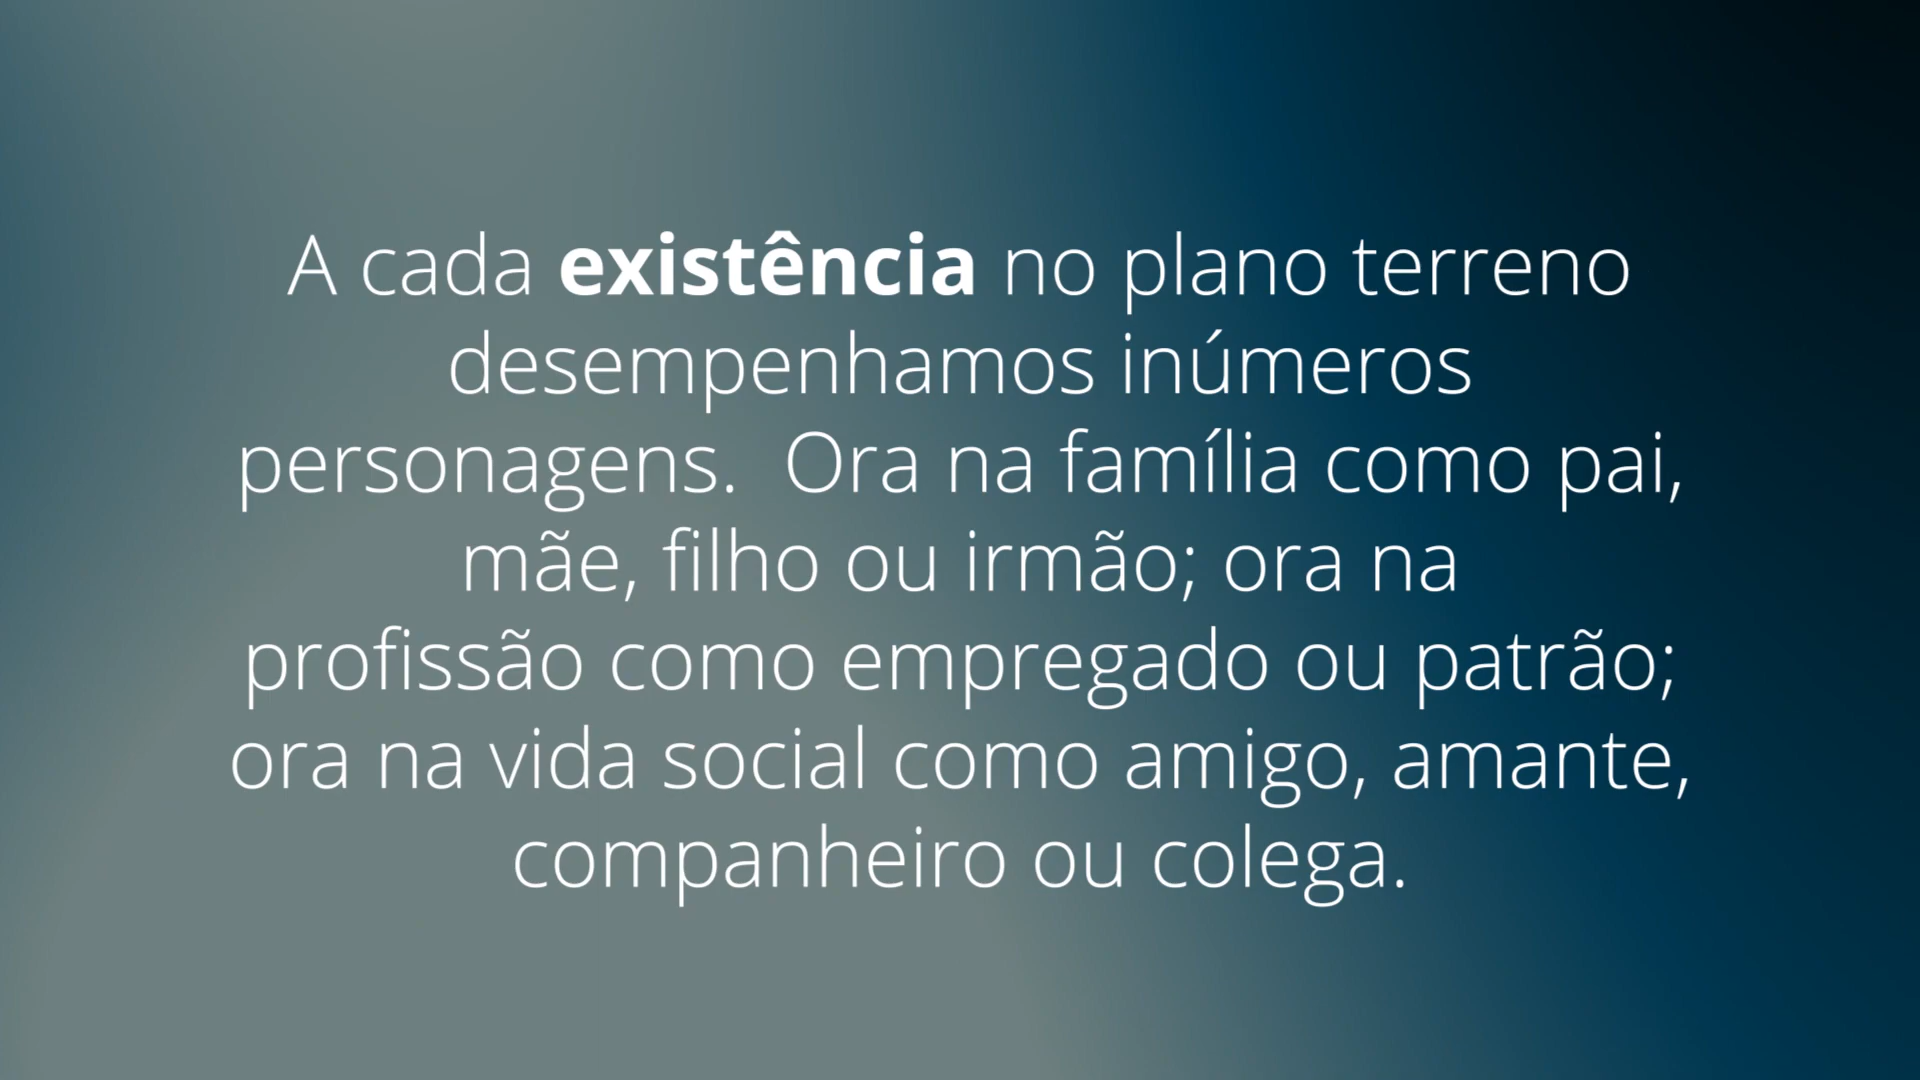 A cada existência no plano terreno
desempenhamos inúmeros
personagens.  Ora na família como pai,
mãe, filho ou irmão; ora na
profissão como empregado ou patrão;
ora na vida social como amigo, amante,
companheiro ou colega.